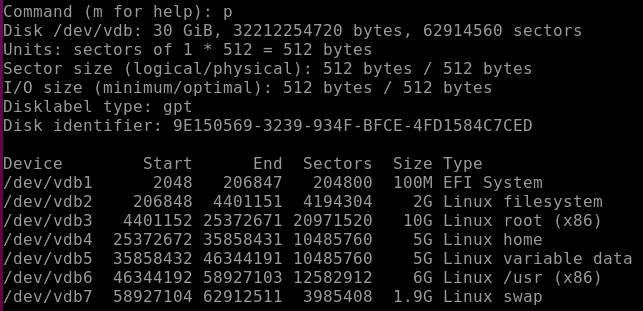 Command (m for help): p
Disk /dev/vdb: 30 GiB, 32212254720 bytes, 62914560 sectors
Units: sectors of 1 * 512 = 512 bytes
Sector size (logical/physical): 512 bytes / 512 bytes
I/O size (minimum/optimal): 512 bytes / 512 bytes
Disklabel type: gpt
Disk identifier: 9E150569-3239-934F-BFCE-4FD1584C7CED

Device        Start      End  Sectors  Size Type
/dev/vdb1      2048   206847   204800  100M EFI System
/dev/vdb2    206848  4401151  4194304    2G Linux filesystem
/dev/vdb3   4401152 25372671 20971520   10G Linux root (x86)
/dev/vdb4  25372672 35858431 10485760    5G Linux home
/dev/vdb5  35858432 46344191 10485760    5G Linux variable data
/dev/vdb6  46344192 58927103 12582912    6G Linux /usr (x86)
/dev/vdb7  58927104 62912511  3985408  1.9G Linux swap